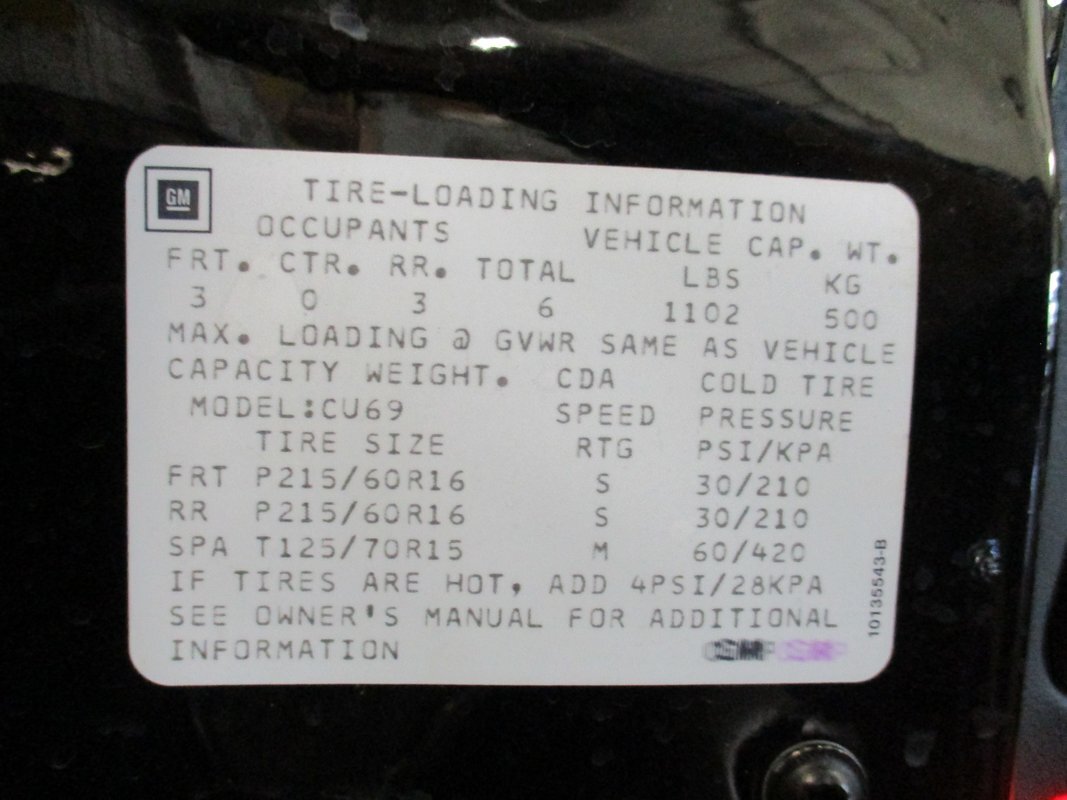 GM
TIRE-LOADING INFORMATION
OCCUPANTS VEHICLE CAP. WT.
FRT. CTR. RR. TOTAL LBS KG
3 0 3 6 1102 500
MAX. LOADING @ GVWR SAME AS VEHICLE
CAPACITY WEIGHT. CDA COLD TIRE
MODEL:CU69 SPEED PRESSURE
TIRE SIZE RTG PSI/KPA
FRT P215/60R16 S 30/210
RR P215/60R16 S 30/210
SPA T125/70R15 M 60/420
IF TIRES ARE HOT, ADD 4PSI/28KPA
SEE OWNER'S MANUAL FOR ADDITIONAL
INFORMATION
10135543-B